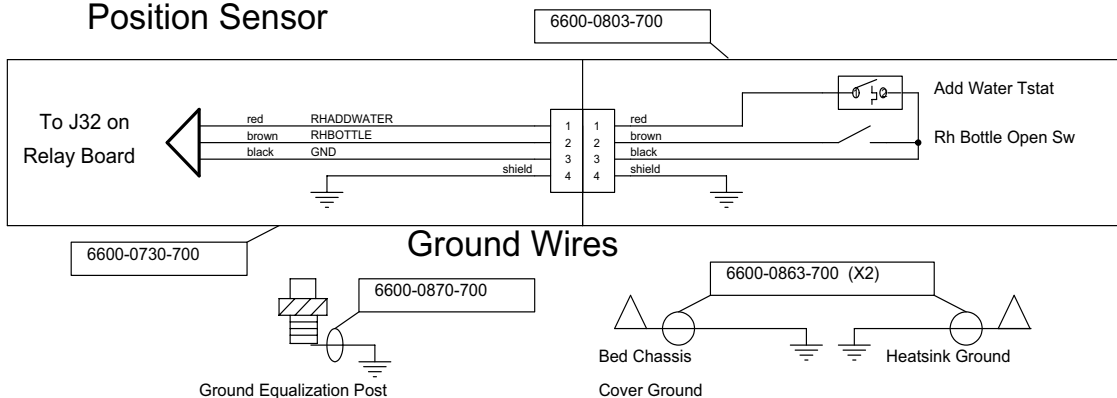 Position Sensor
6600-0803-700
To J32 on
Relay Board
red RHADDWATER
brown RHBOTTLE
black GND
shield
1 1
2 2
3 3
4 4
red
brown
black
shield
Add Water Tstat
Rh Bottle Open Sw
6600-0730-700
Ground Wires
6600-0870-700
6600-0863-700 (X2)
Bed Chassis
Heatsink Ground
Ground Equalization Post
Cover Ground